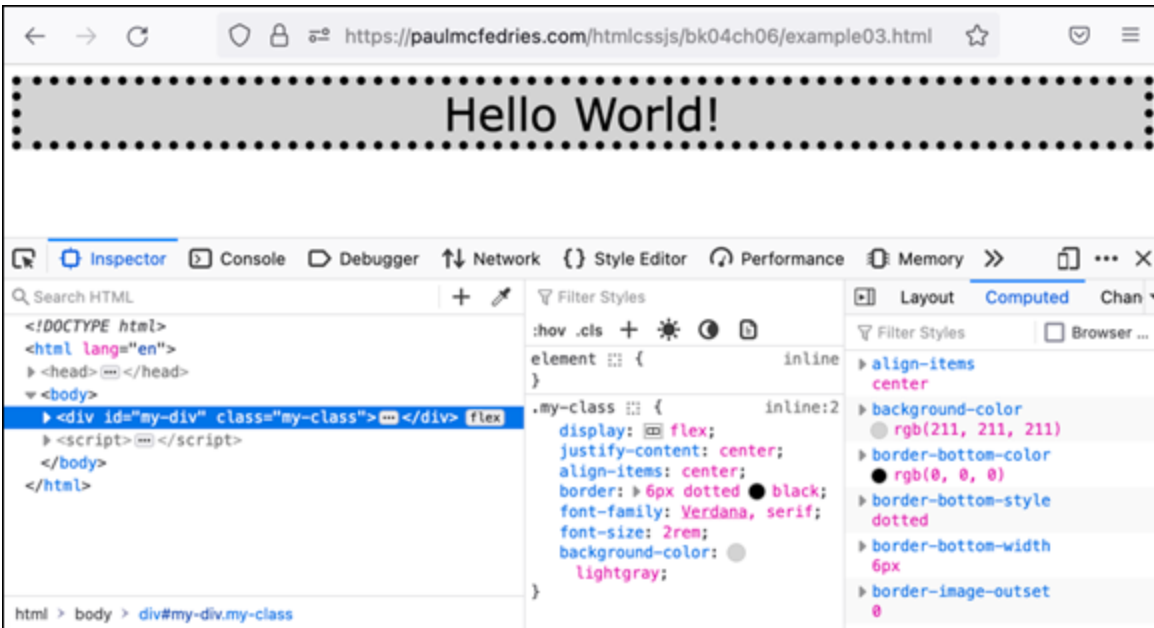 https://paulmcfedries.com/htmlcssjs/bk04ch06/example03.html
Hello World!
Inspector Console Debugger Network {} Style Editor Performance Memory
Search HTML
<!DOCTYPE html>
<html lang="en">
<head> ••• </head>
<body>
<div id="my-div" class="my-class"> ••• </div> flex
<script> ••• </script>
</body>
</html>
html > body > div#my-div.my-class
Filter Styles
:hov .cls +
element { inline
}
.my-class { inline:2
display: flex;
justify-content: center;
align-items: center;
border: 6px dotted black;
font-family: Verdana, serif;
font-size: 2rem;
background-color:
lightgray;
}
Layout Computed Chan
Filter Styles Browser ...
align-items
center
background-color
rgb(211, 211, 211)
border-bottom-color
rgb(0, 0, 0)
border-bottom-style
dotted
border-bottom-width
6px
border-image-outset
0